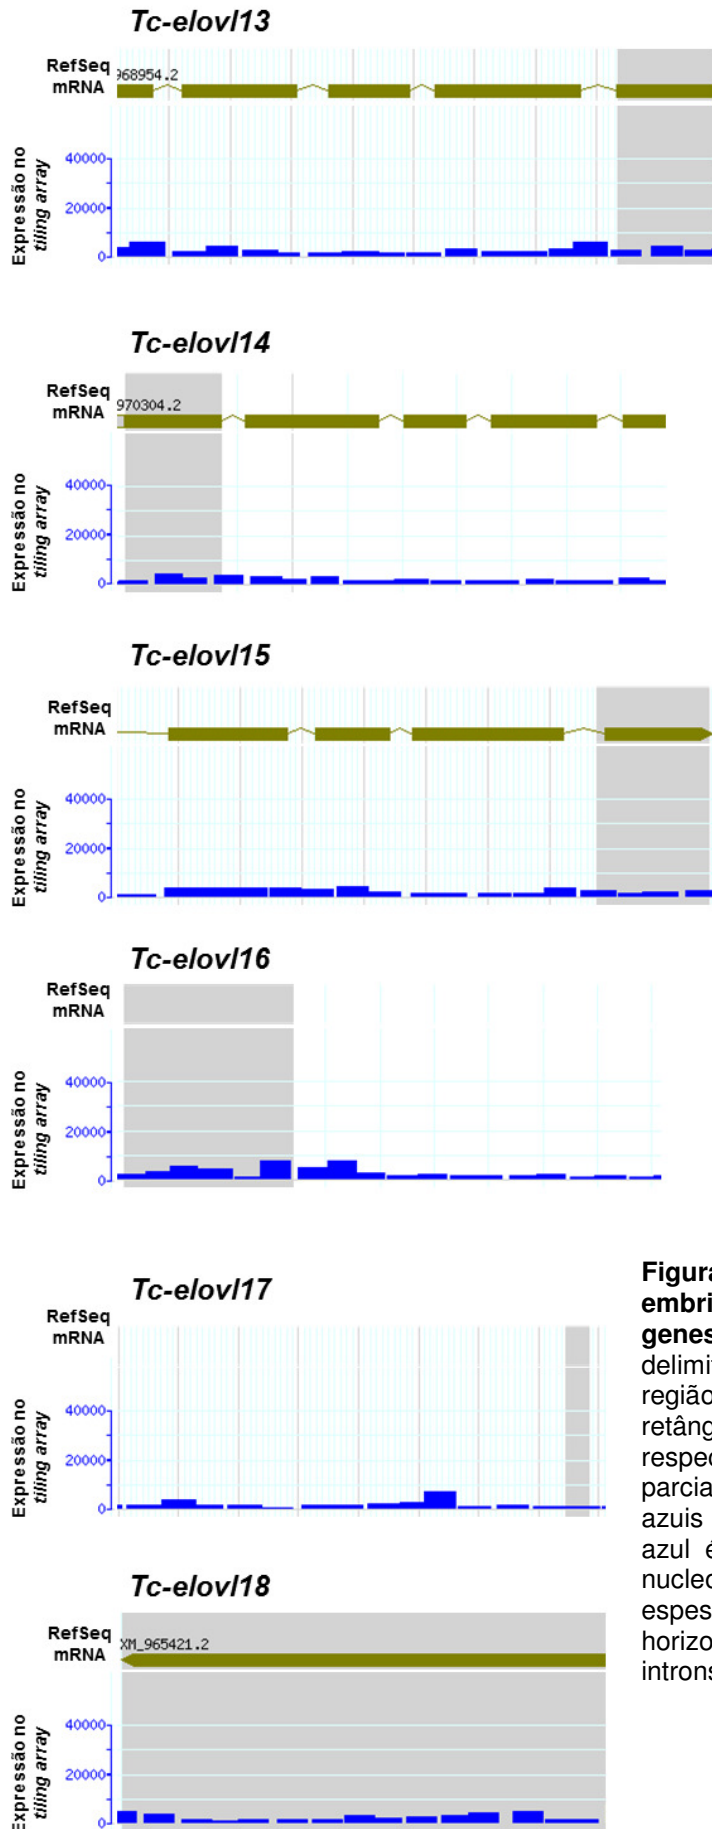 Tc-elovl13
RefSeq
mRNA
968954.2
Expressão no
tiling array
40000
20000
0
Tc-elovl14
RefSeq
mRNA
970304.2
Expressão no
tiling array
40000
20000
0
Tc-elovl15
RefSeq
mRNA
Expressão no
tiling array
40000
20000
0
Tc-elovl16
RefSeq
mRNA
Expressão no
tiling array
40000
20000
0
Tc-elovl17
RefSeq
mRNA
Expressão no
tiling array
40000
20000
0
Tc-elovl18
RefSeq
mRNA
XM_965421.2
Expressão no
tiling array
40000
20000
0
Figura
embri
genes
delimi
região
retâng
respec
parcia
azuis
azul é
nucleo
espes
horizo
introns